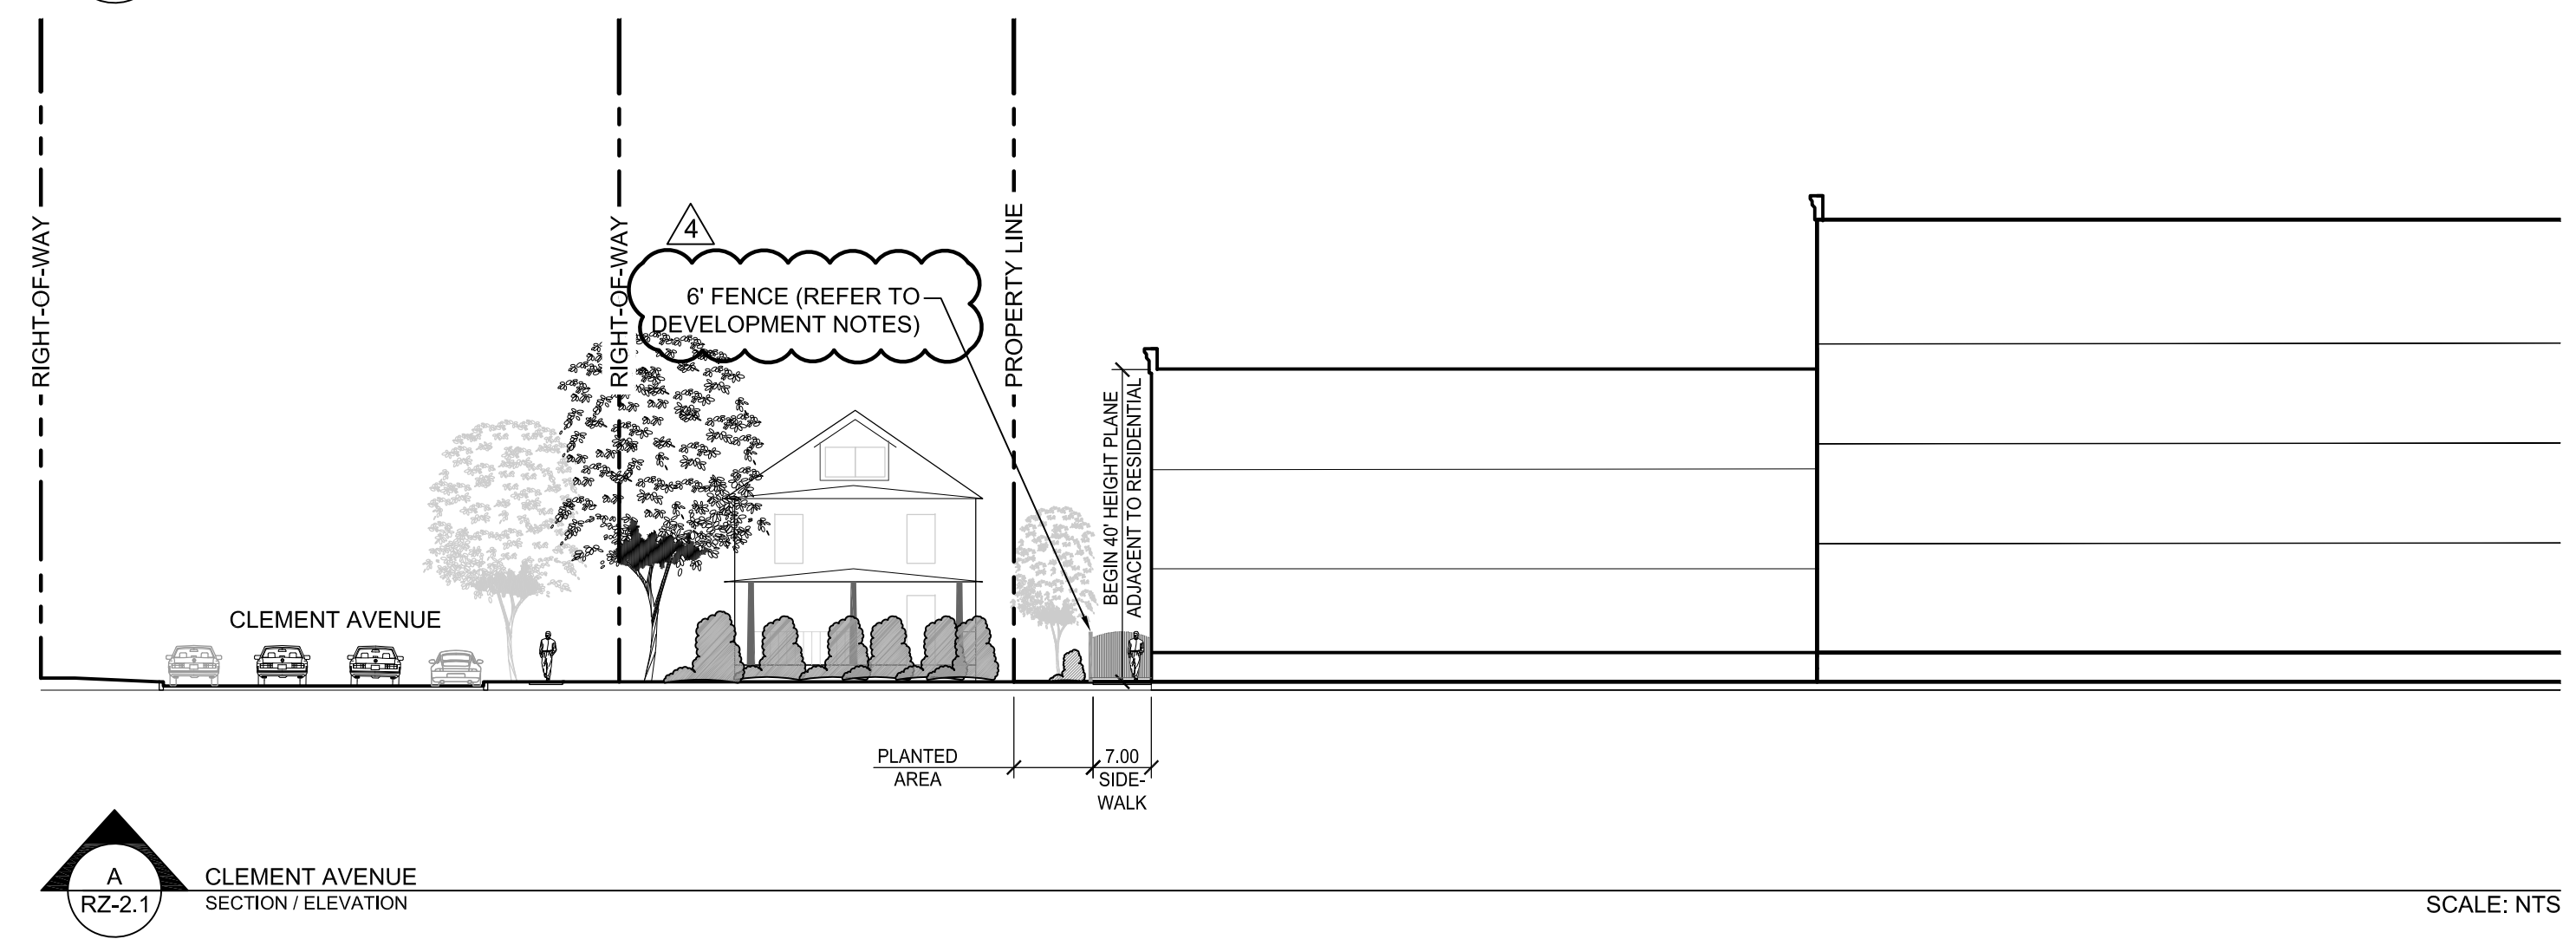 RIGHT-OF-WAY
RIGHT-OF-WAY
4
6' FENCE (REFER TO
DEVELOPMENT NOTES)
PROPERTY LINE
BEGIN 40' HEIGHT PLANE
ADJACENT TO RESIDENTIAL
CLEMENT AVENUE
PLANTED
AREA
7.00
SIDE-
WALK
A
RZ-2.1
CLEMENT AVENUE
SECTION / ELEVATION
SCALE: NTS